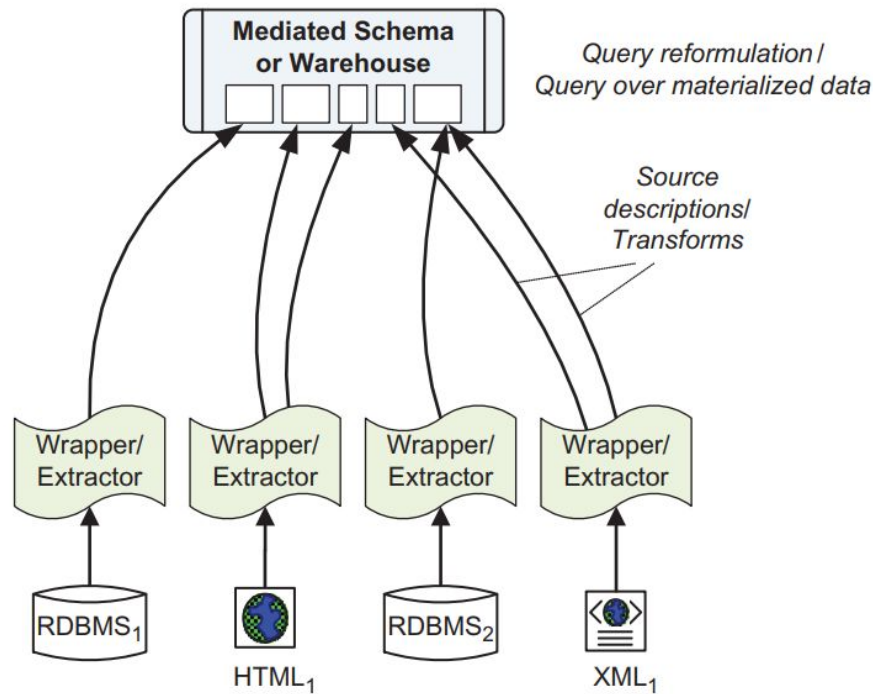 Mediated Schema
or Warehouse
Query reformulation/
Query over materialized data
Source
descriptions/
Transforms
Wrapper/
Extractor
Wrapper/
Extractor
Wrapper/
Extractor
Wrapper/
Extractor
RDBMS₁
HTML₁
RDBMS₂
XML₁